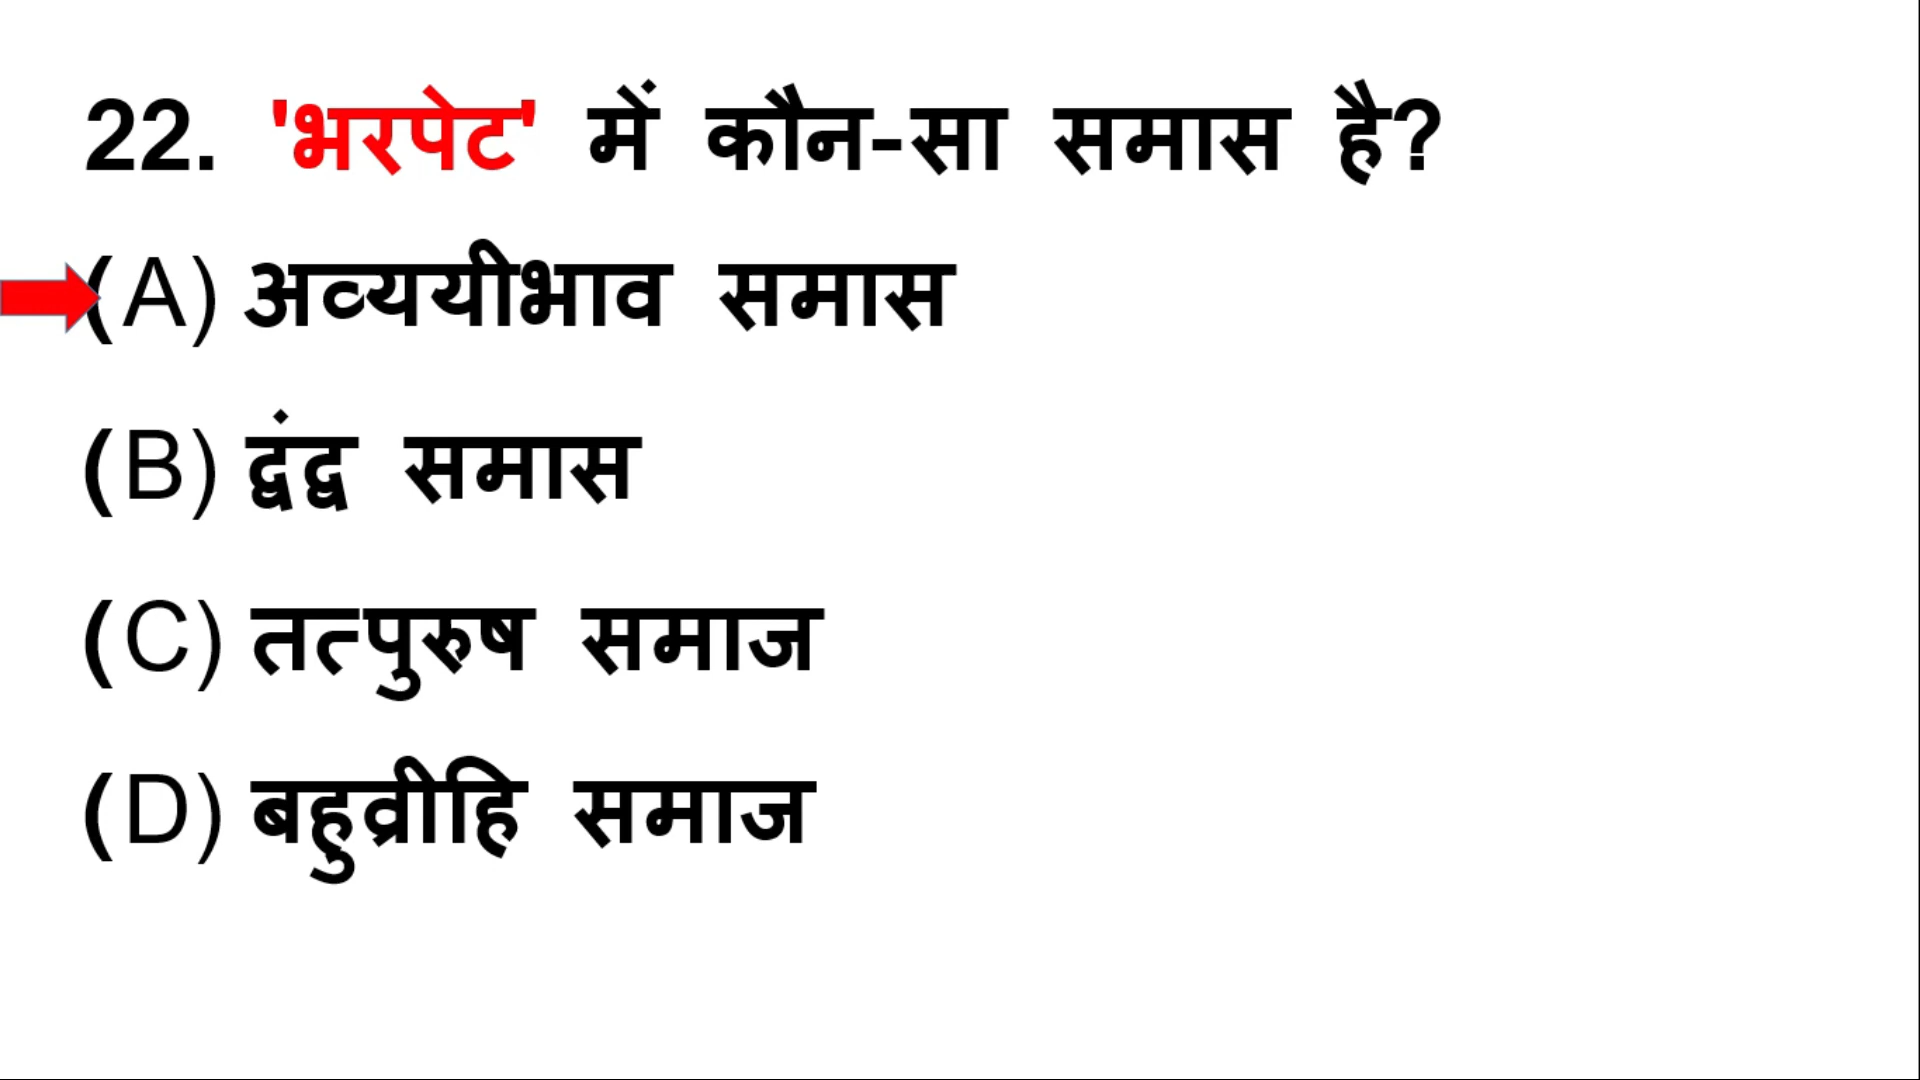 22. 'भरपेट' में कौन-सा समास है?
(A) अव्ययीभाव समास
(B) द्वंद्व समास
(C) तत्पुरुष समाज
(D) बहुव्रीहि समाज